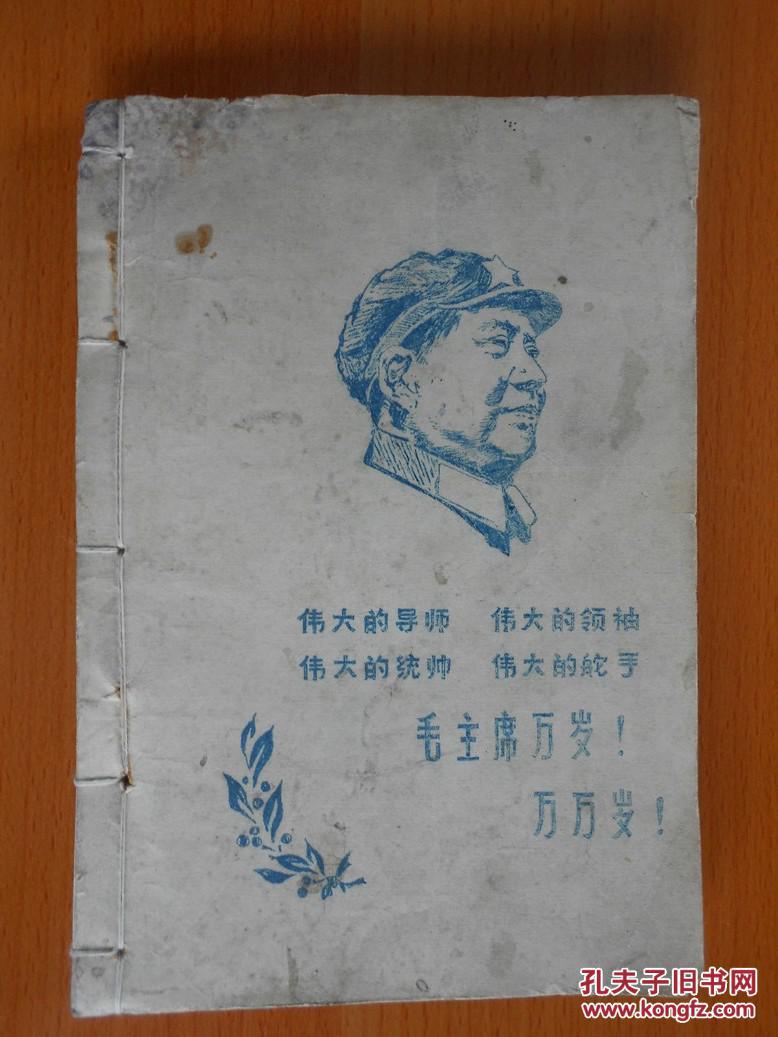 伟大的导师 伟大的领袖
伟大的统帅 伟大的舵手
毛主席万岁！
万万岁！
孔夫子旧书网
www.kongfz.com